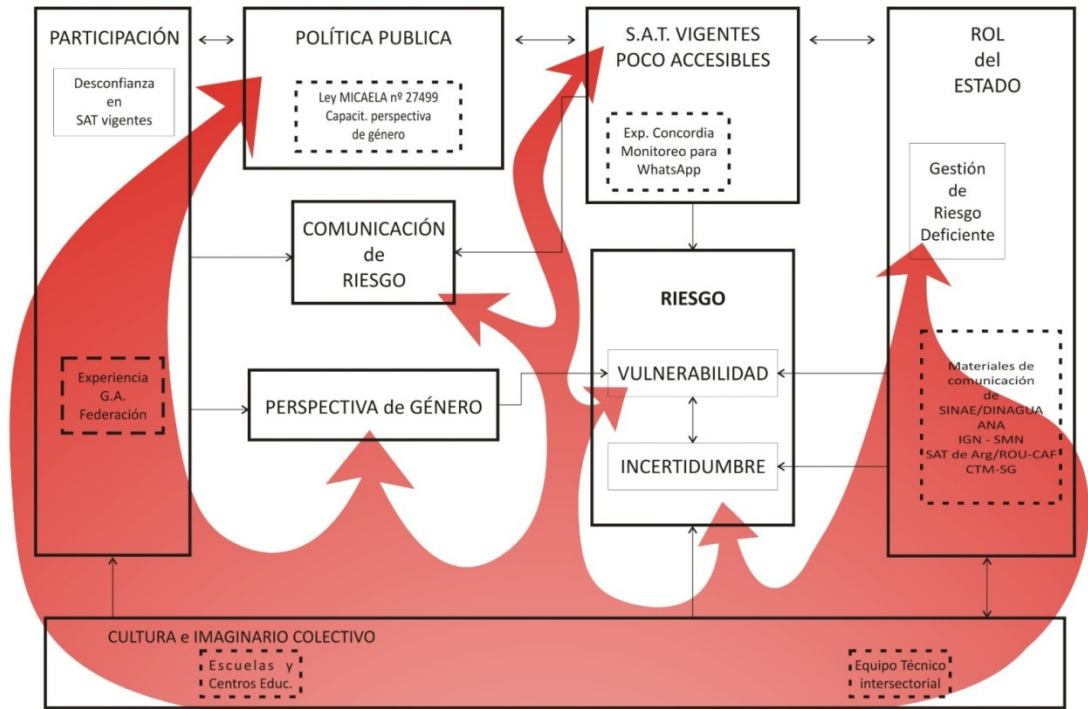 PARTICIPACIÓN
Desconfianza
en
SAT vigentes
POLÍTICA PUBLICA
Ley MICAELA nº 27499
Capacit. perspectiva
de género
S.A.T. VIGENTES
POCO ACCESIBLES
Exp. Concordia
Monitoreo para
WhatsApp
ROL
del
ESTADO
Gestión
de
Riesgo
Deficiente
COMUNICACIÓN
de
RIESGO
RIESGO
VULNERABILIDAD
INCERTIDUMBRE
Experiencia
G.A.
Federación
PERSPECTIVA de GÉNERO
Materiales de
comunicación
de
SINAE/DINAGUA
ANA
IGN - SMN
SAT de Arg/ROU-CAF
CTM-SG
CULTURA e IMAGINARIO COLECTIVO
Escuelas y
Centros Educ.
Equipo Técnico
intersectorial